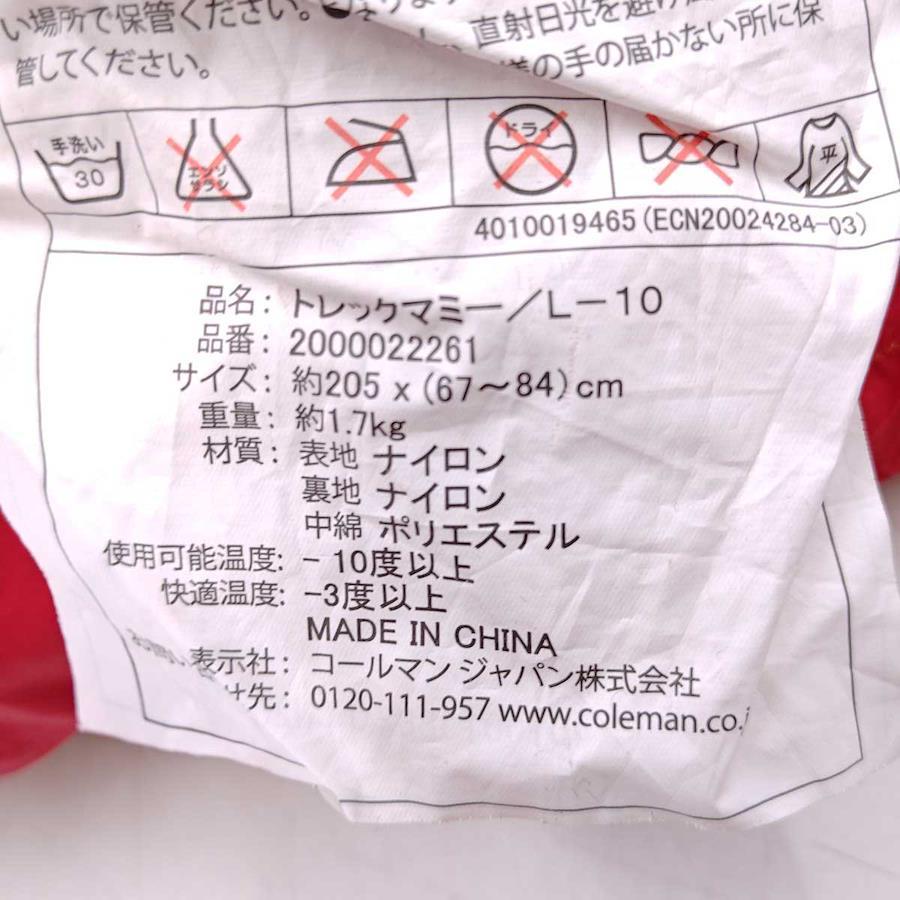 い場所で保管ください。
直射日光を避け
管してください。
の手の届かない所に保
手洗い 30
エンソ サラシ
ドライ
平
4010019465 (ECN20024284-03)
品名: トレックマミー／L－10
品番: 2000022261
サイズ: 約205 x (67～84)cm
重量: 約1.7kg
材質: 表地 ナイロン
裏地 ナイロン
中綿 ポリエステル
使用可能温度: －10度以上
快適温度: －3度以上
MADE IN CHINA
表示社: コールマン ジャパン株式会社
先: 0120-111-957 www.coleman.co.j